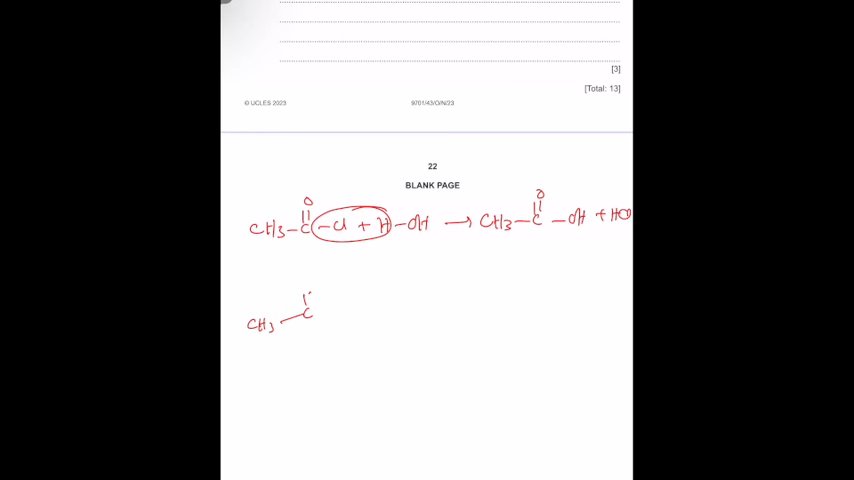 [3]
[Total: 13]
© UCLES 2023 9701/43/O/N/23
22
BLANK PAGE
O O
CH3–C–Cl + H–OH → CH3–C–OH + HCl
CH3–C